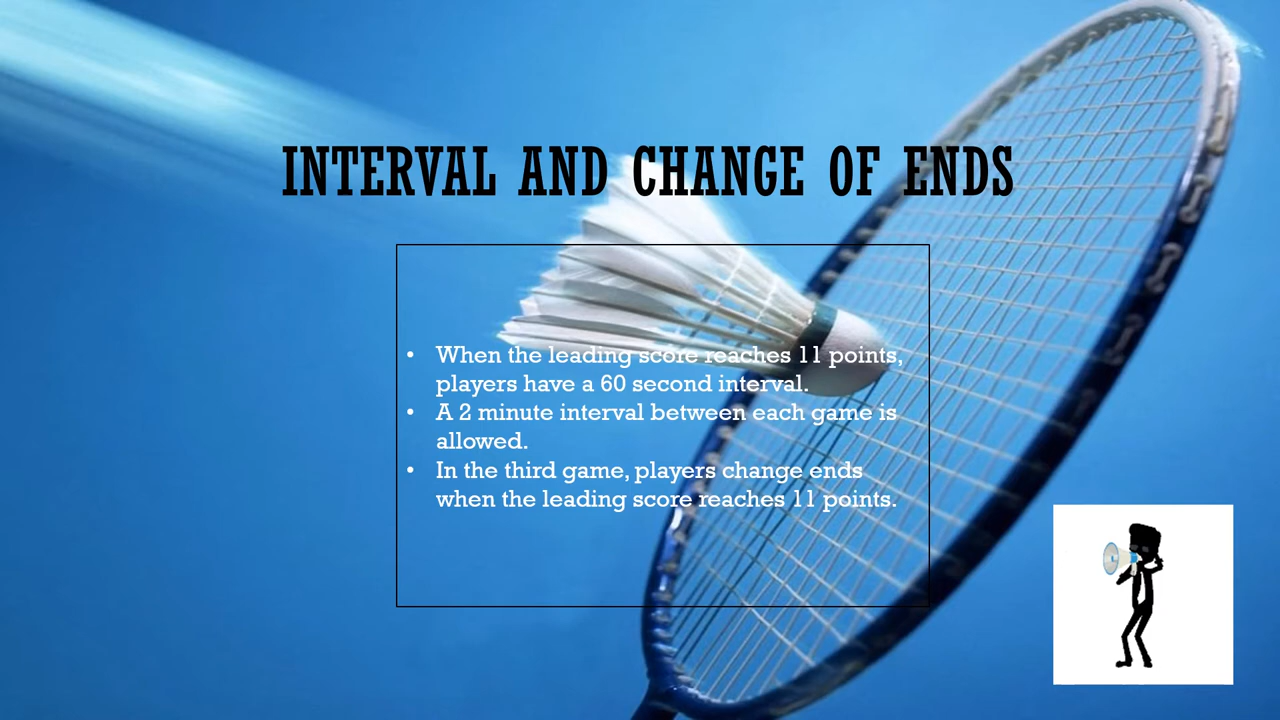 INTERVAL AND CHANGE OF ENDS
• When the leading score reaches 11 points,
players have a 60 second interval.
• A 2 minute interval between each game is
allowed.
• In the third game, players change ends
when the leading score reaches 11 points.